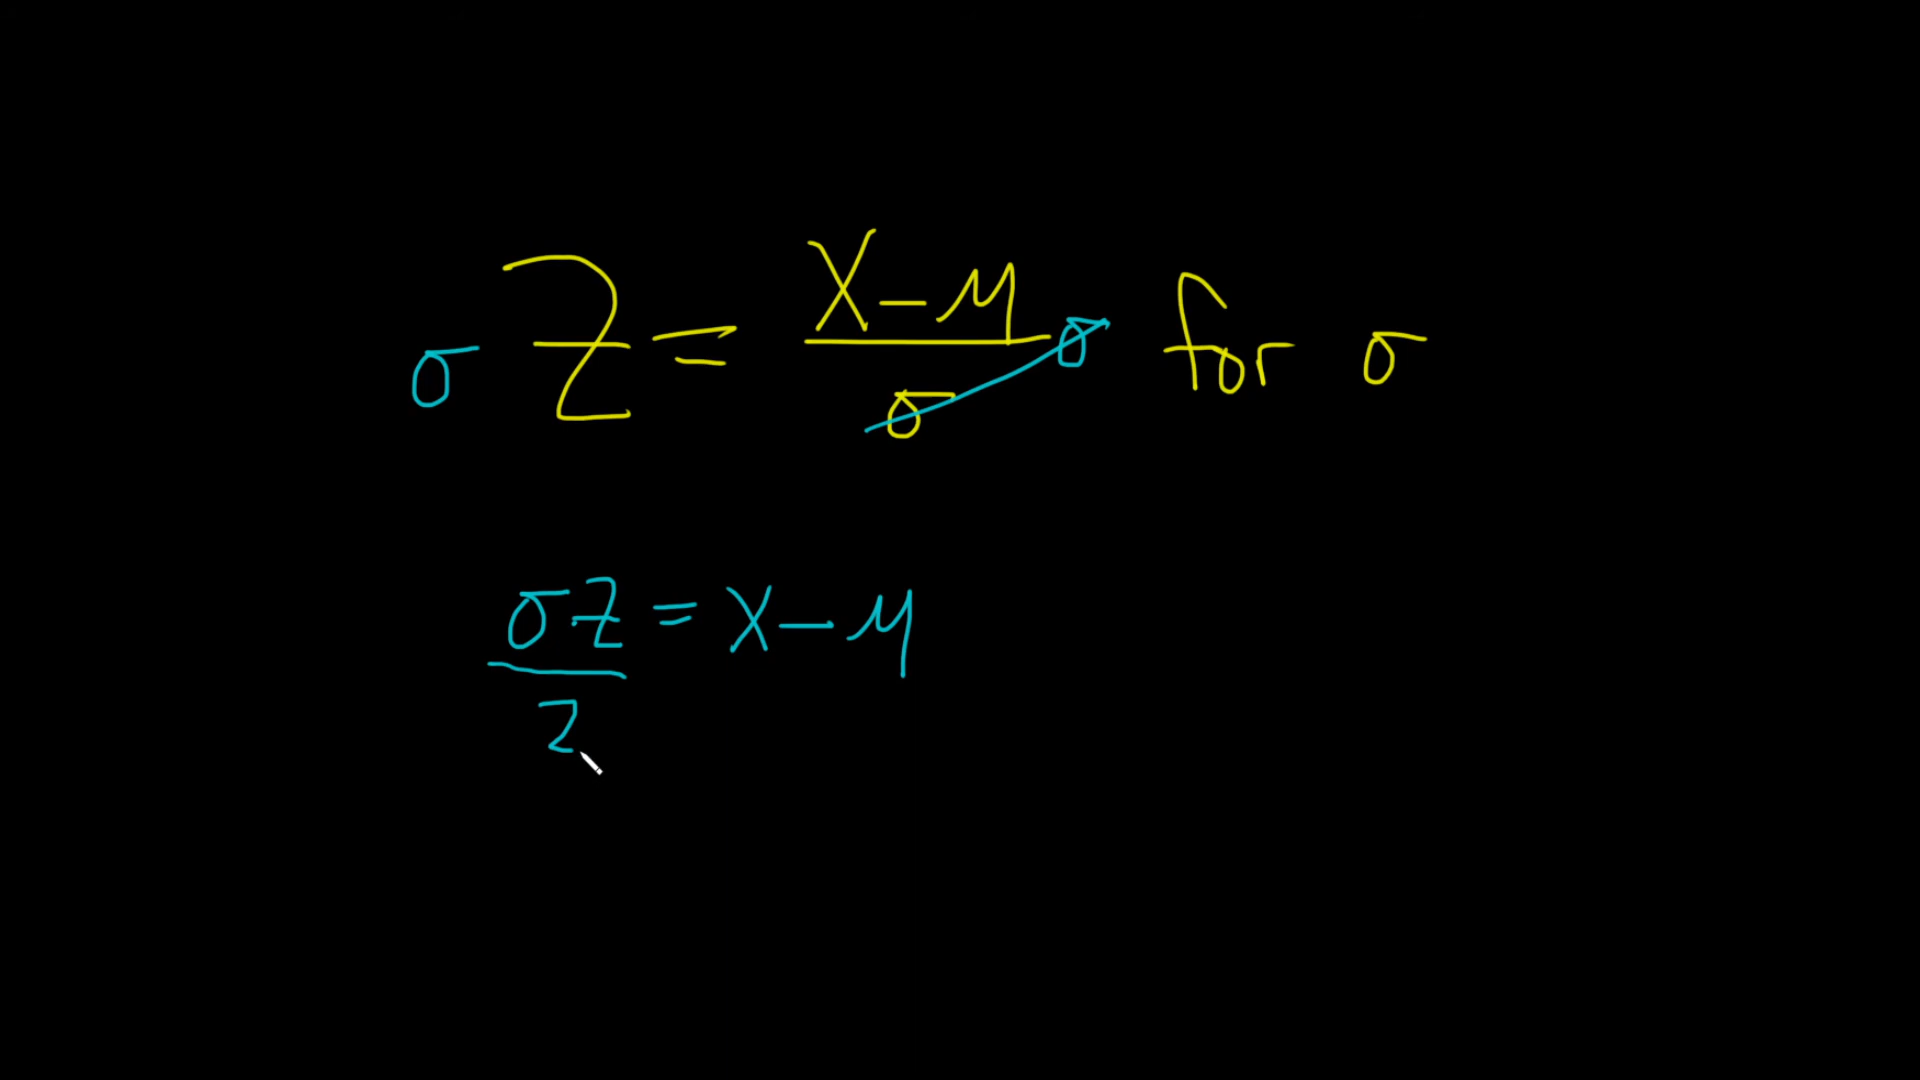 σ Z = X - μ / σ σ for σ
σZ / Z = X - μ